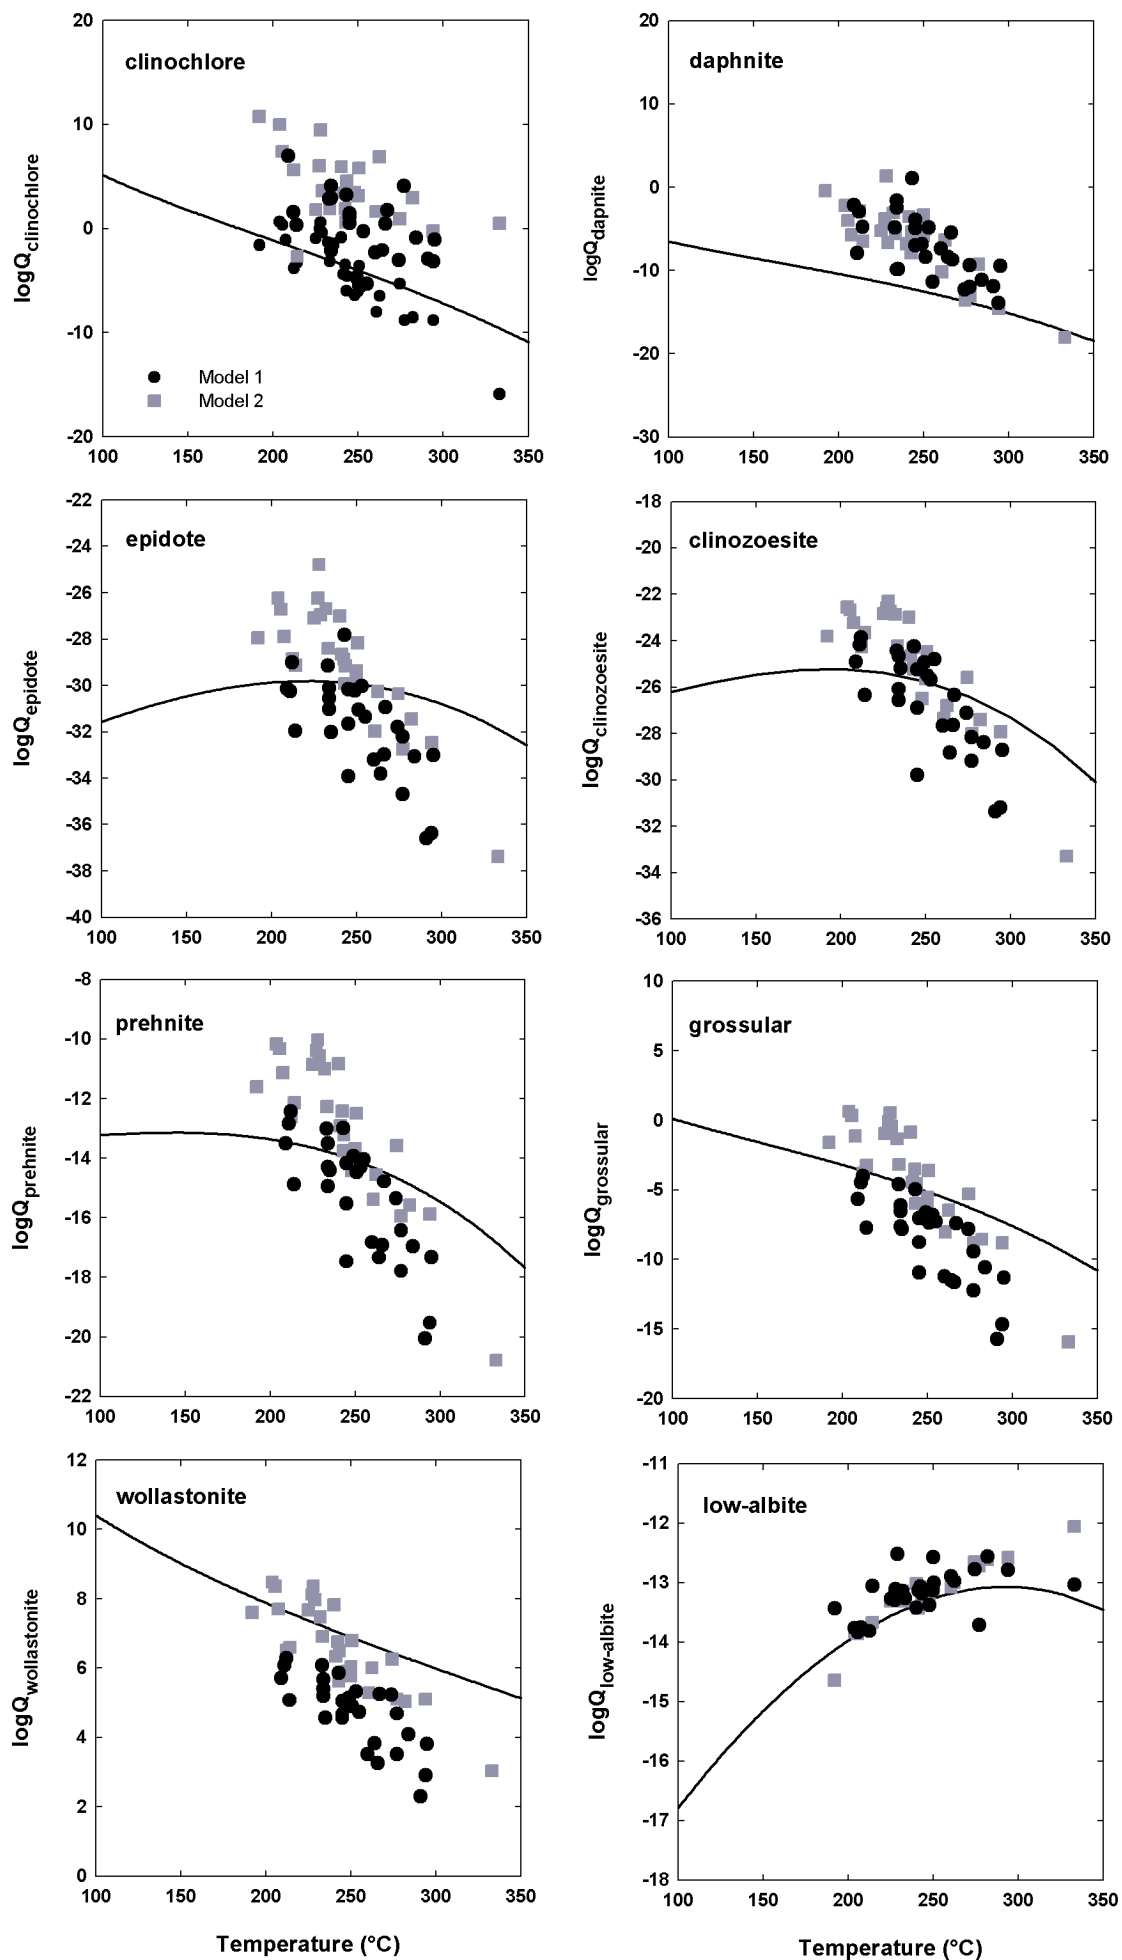 clinochlore
20
10
0
-10
-20
logQclinochlore
Model 1
Model 2
100 150 200 250 300 350
daphnite
20
10
0
-10
-20
-30
logQdapnite
100 150 200 250 300 350
epidote
-22
-24
-26
-28
-30
-32
-34
-36
-38
-40
logQepidote
100 150 200 250 300 350
clinozoesite
-18
-20
-22
-24
-26
-28
-30
-32
-34
-36
logQclinozoesite
100 150 200 250 300 350
prehnite
-8
-10
-12
-14
-16
-18
-20
-22
logQprehnite
100 150 200 250 300 350
grossular
10
5
0
-5
-10
-15
-20
logQgrossular
100 150 200 250 300 350
wollastonite
12
10
8
6
4
2
0
logQwollastonite
100 150 200 250 300 350
Temperature (°C)
low-albite
-11
-12
-13
-14
-15
-16
-17
-18
logQlow-albite
100 150 200 250 300 350
Temperature (°C)